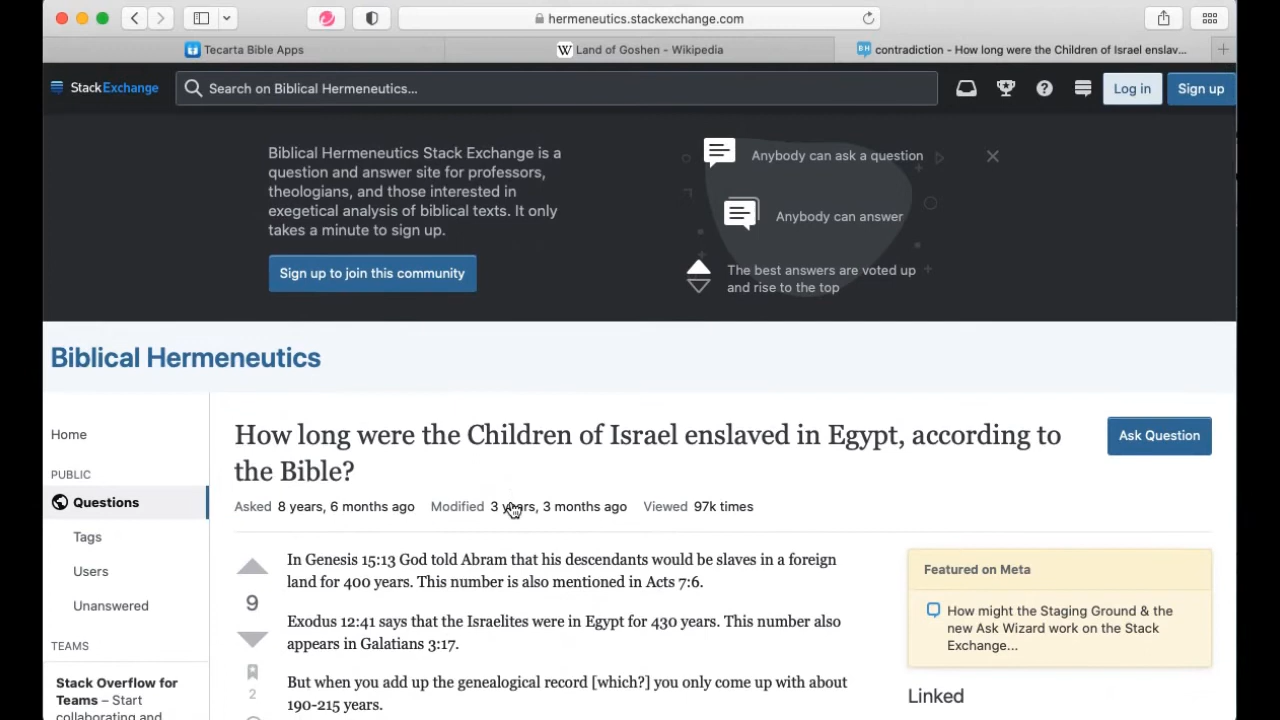 hermeneutics.stackexchange.com
Tecarta Bible Apps
W Land of Goshen - Wikipedia
BH contradiction - How long were the Children of Israel enslav...
StackExchange
Search on Biblical Hermeneutics...
Log in
Sign up
Biblical Hermeneutics Stack Exchange is a
question and answer site for professors,
theologians, and those interested in
exegetical analysis of biblical texts. It only
takes a minute to sign up.
Sign up to join this community
Anybody can ask a question
Anybody can answer
The best answers are voted up
and rise to the top
Biblical Hermeneutics
Home
PUBLIC
Questions
Tags
Users
Unanswered
TEAMS
Stack Overflow for
Teams – Start
collaborating and
How long were the Children of Israel enslaved in Egypt, according to
the Bible?
Ask Question
Asked 8 years, 6 months ago Modified 3 years, 3 months ago Viewed 97k times
9
2
In Genesis 15:13 God told Abram that his descendants would be slaves in a foreign
land for 400 years. This number is also mentioned in Acts 7:6.
Exodus 12:41 says that the Israelites were in Egypt for 430 years. This number also
appears in Galatians 3:17.
But when you add up the genealogical record [which?] you only come up with about
190-215 years.
Featured on Meta
How might the Staging Ground & the
new Ask Wizard work on the Stack
Exchange...
Linked